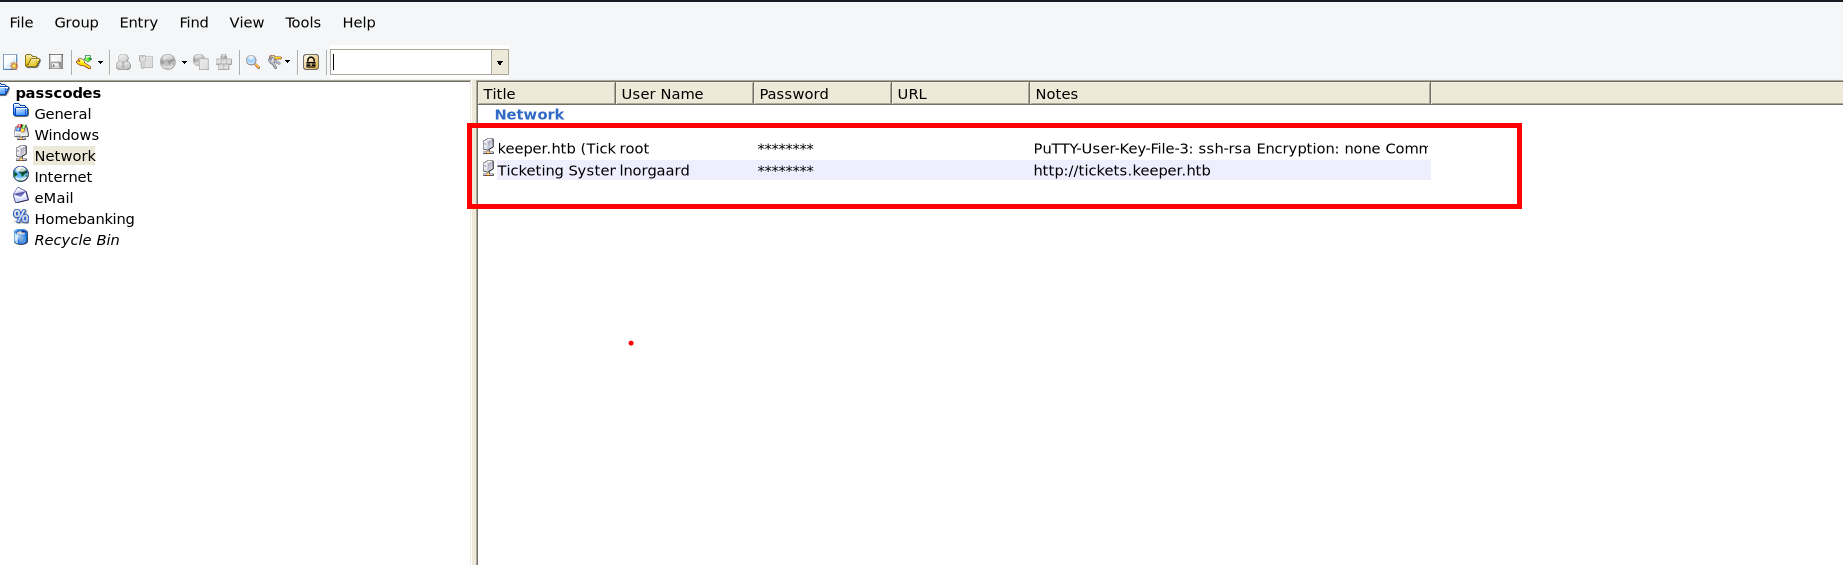 File Group Entry Find View Tools Help
passcodes
General
Windows
Network
Internet
eMail
Homebanking
Recycle Bin
Title User Name Password URL Notes
Network
keeper.htb (Tick root ******** PuTTY-User-Key-File-3: ssh-rsa Encryption: none Comm
Ticketing Syster lnorgaard ******** http://tickets.keeper.htb